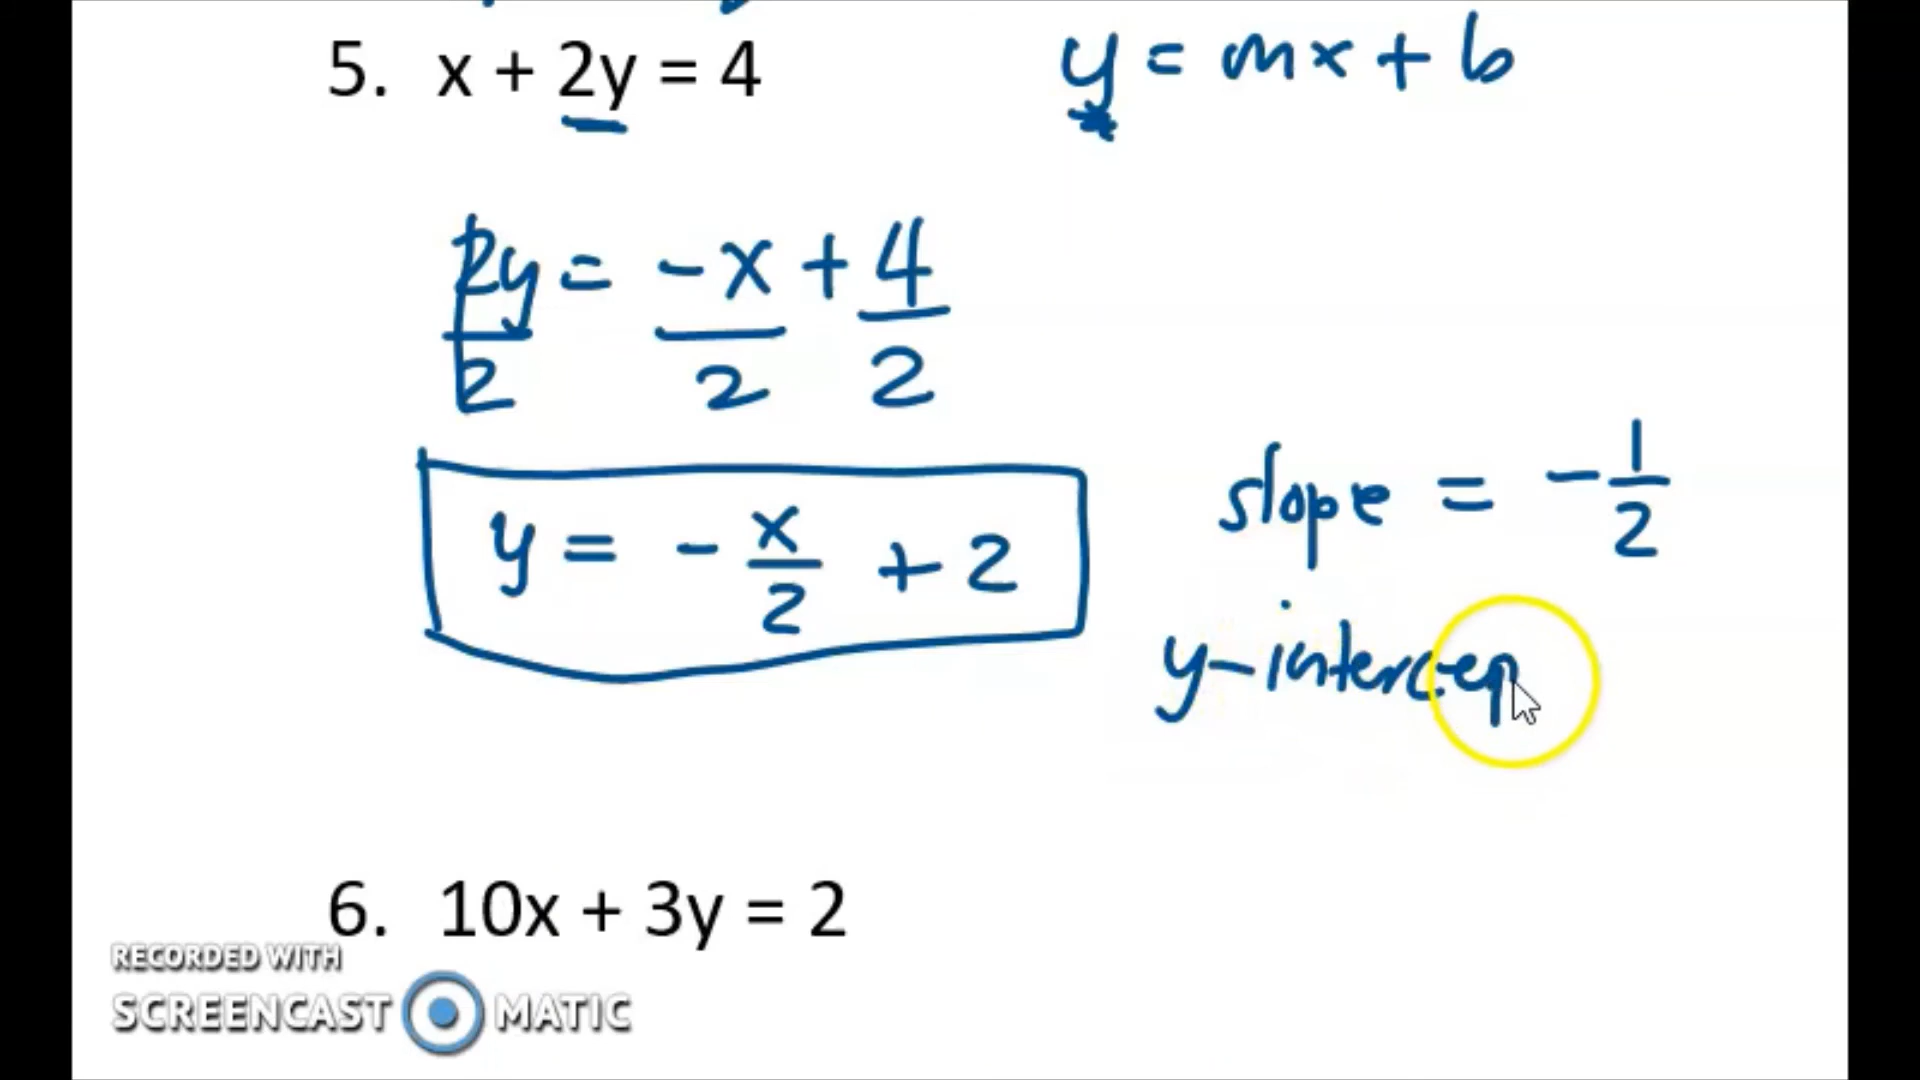 5. x + 2y = 4
y = mx + b
2y = -x + 4
2 2 2
y = - x/2 + 2
slope = - 1/2
y-intercep
6. 10x + 3y = 2
RECORDED WITH
SCREENCAST MATIC